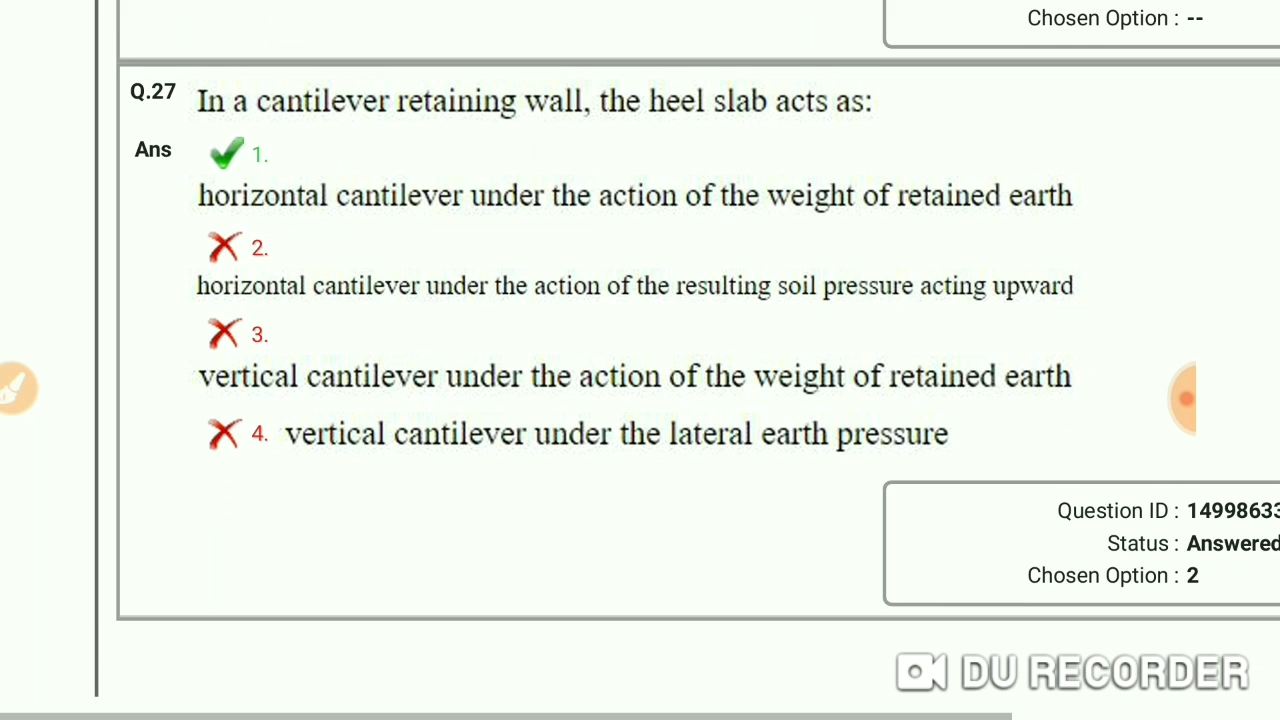 Chosen Option : --
Q.27 In a cantilever retaining wall, the heel slab acts as:
Ans 1.
horizontal cantilever under the action of the weight of retained earth
2.
horizontal cantilever under the action of the resulting soil pressure acting upward
3.
vertical cantilever under the action of the weight of retained earth
4. vertical cantilever under the lateral earth pressure
Question ID : 14998633
Status : Answered
Chosen Option : 2
DU RECORDER